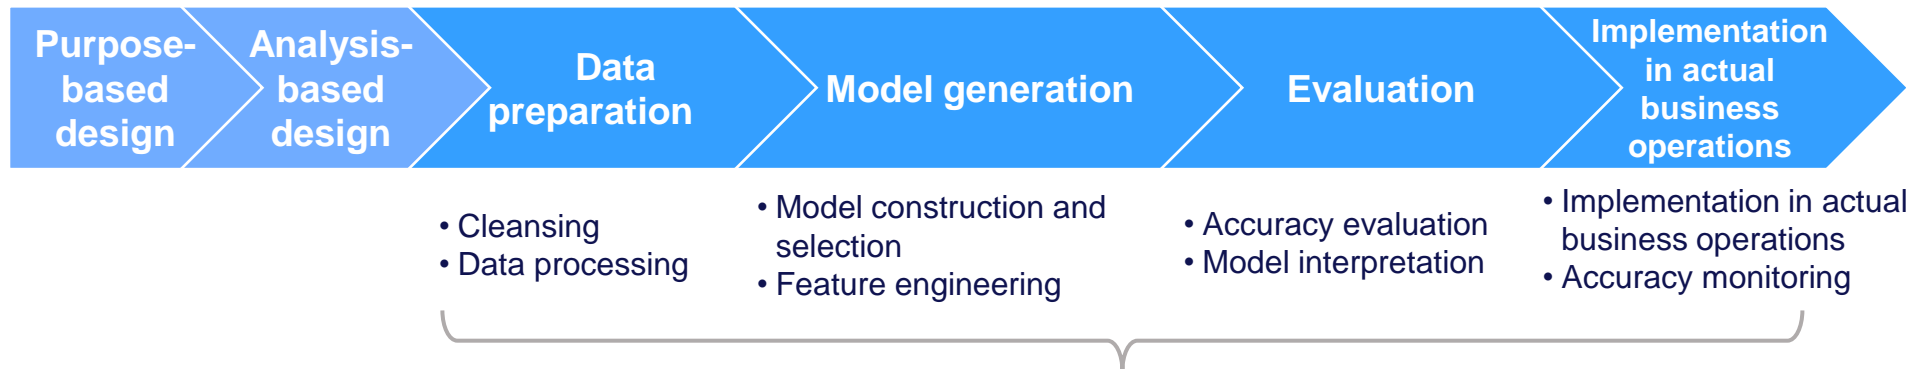 Purpose-
based
design
Analysis-
based
design
Data
preparation
Model generation
Evaluation
Implementation
in actual
business
operations
• Cleansing
• Data processing
• Model construction and
selection
• Feature engineering
• Accuracy evaluation
• Model interpretation
• Implementation in actual
business operations
• Accuracy monitoring